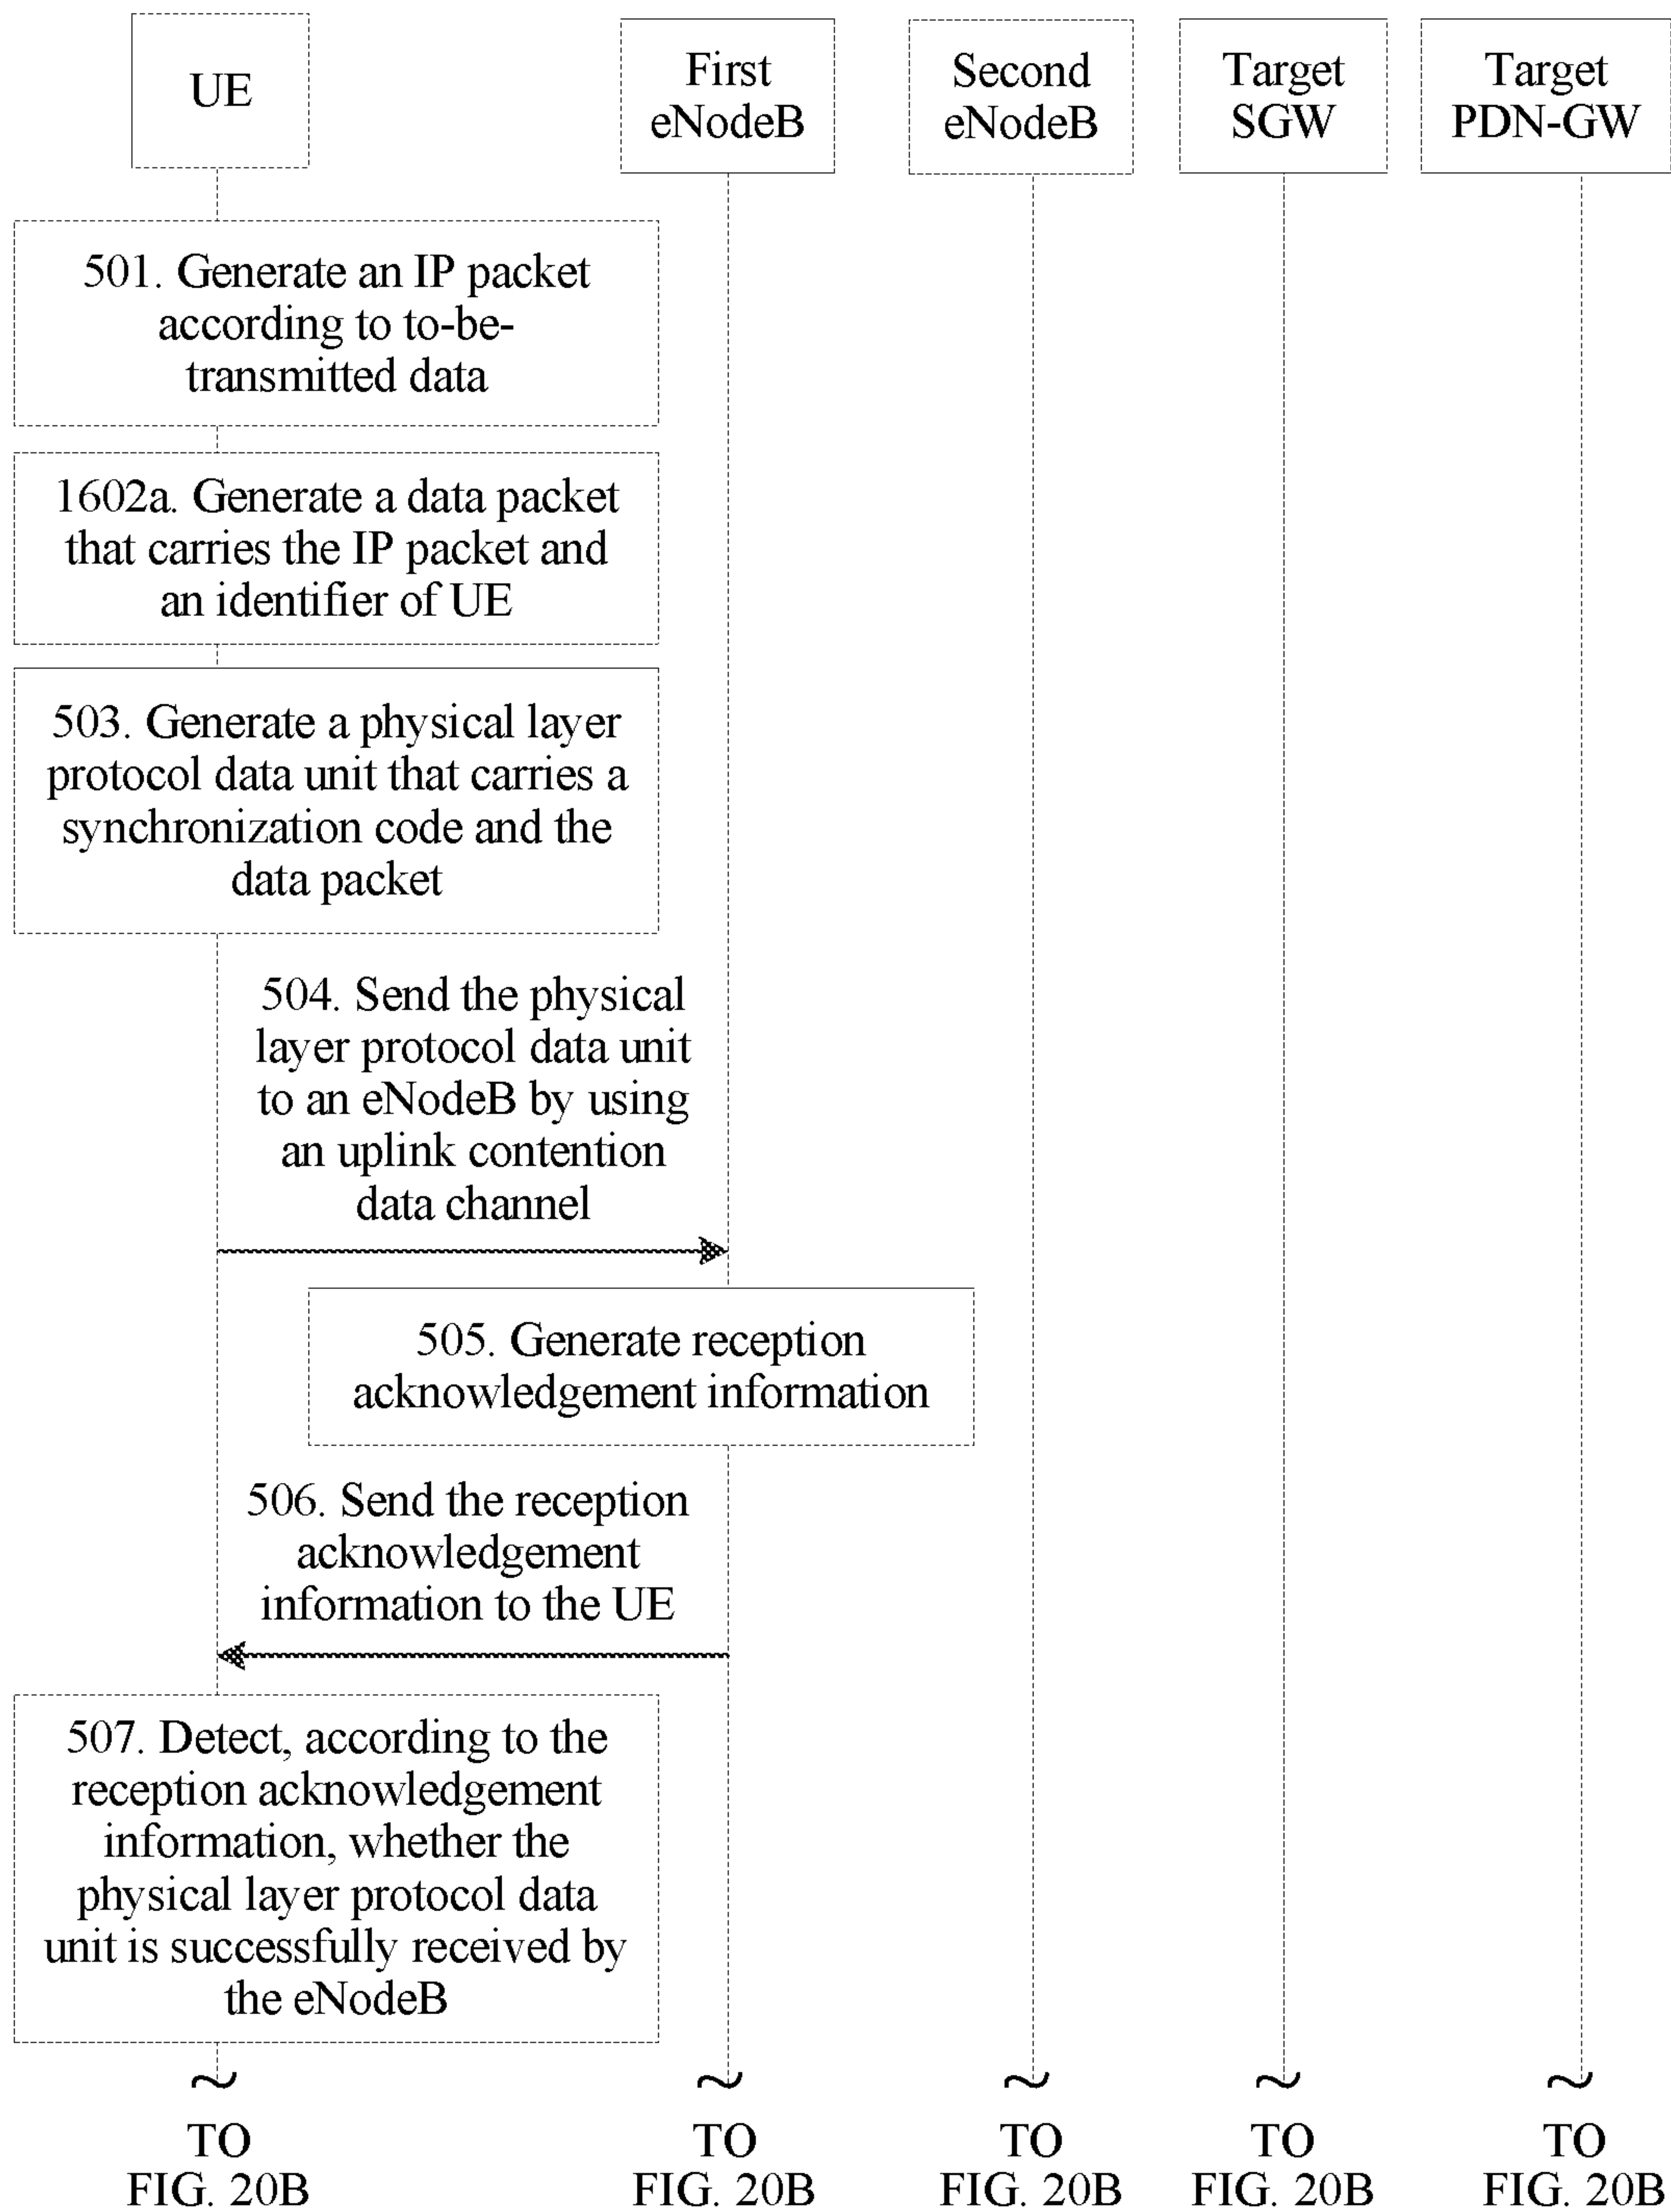 UE
First
eNodeB
Second
eNodeB
Target
SGW
Target
PDN-GW
501. Generate an IP packet
according to to-be-
transmitted data
1602a. Generate a data packet
that carries the IP packet and
an identifier of UE
503. Generate a physical layer
protocol data unit that carries a
synchronization code and the
data packet
504. Send the physical
layer protocol data unit
to an eNodeB by using
an uplink contention
data channel
505. Generate reception
acknowledgement information
506. Send the reception
acknowledgement
information to the UE
507. Detect, according to the
reception acknowledgement
information, whether the
physical layer protocol data
unit is successfully received by
the eNodeB
TO
FIG. 20B
TO
FIG. 20B
TO
FIG. 20B
TO
FIG. 20B
TO
FIG. 20B